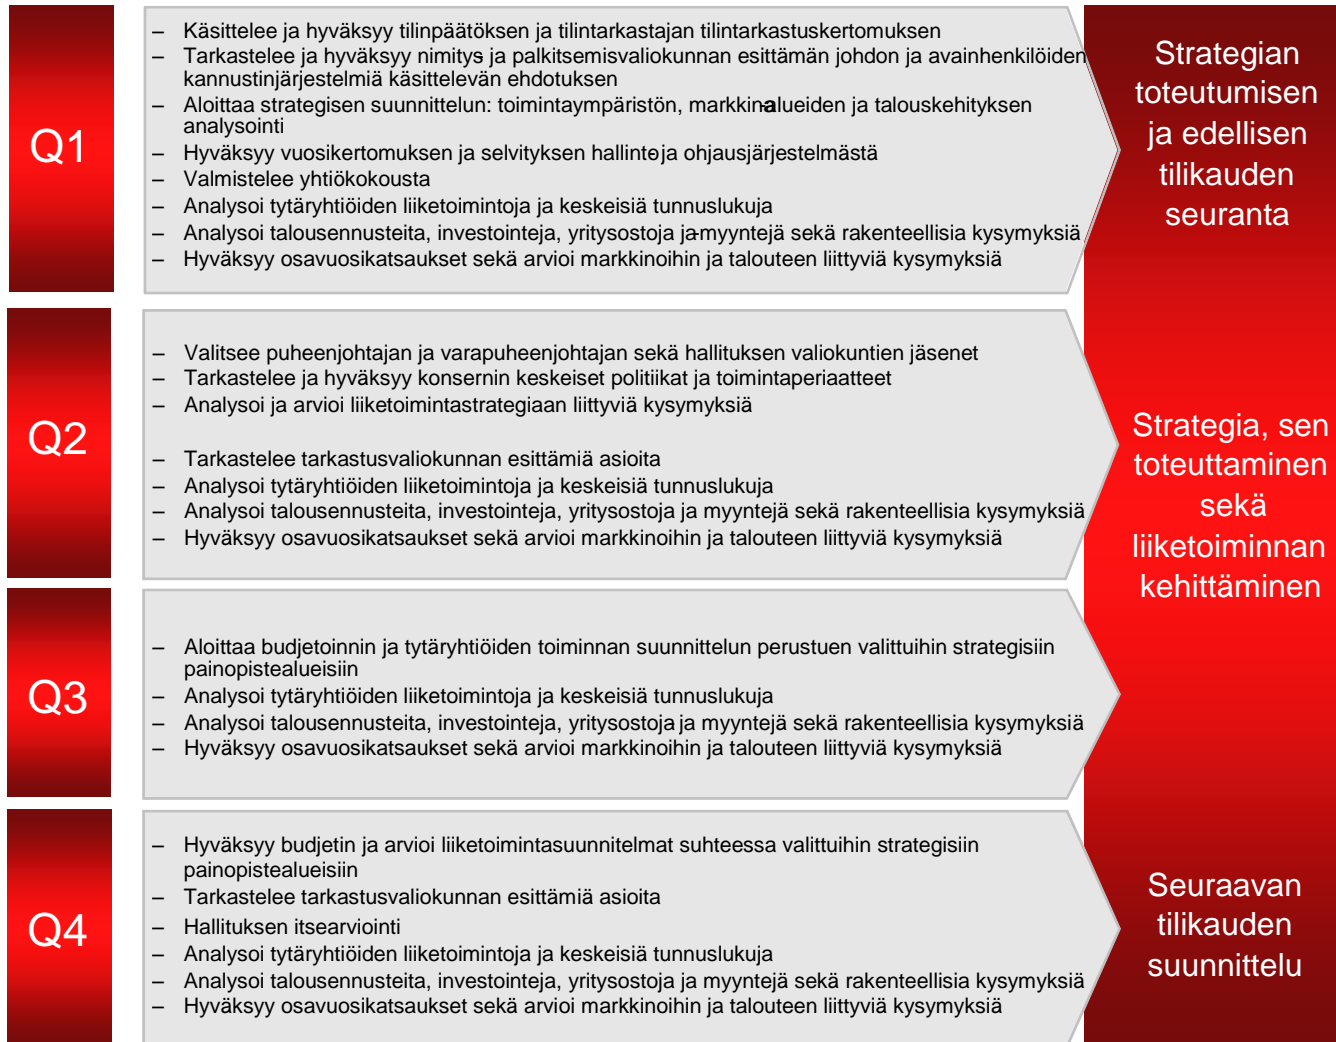 Q1
– Käsittelee ja hyväksyy tilinpäätöksen ja tilintarkastajan tilintarkastuskertomuksen
– Tarkastelee ja hyväksyy nimitys ja palkitsemisvaliokunnan esittämän johdon ja avainhenkilöiden
kannustinjärjestelmiä käsittelevän ehdotuksen
– Aloittaa strategisen suunnittelun: toimintaympäristön, markkina-alueiden ja talouskehityksen
analysointi
– Hyväksyy vuosikertomuksen ja selvityksen hallinto- ja ohjausjärjestelmästä
– Valmistelee yhtiökokousta
– Analysoi tytäryhtiöiden liiketoimintoja ja keskeisiä tunnuslukuja
– Analysoi talousennusteita, investointeja, yritysostoja ja -myyntejä sekä rakenteellisia kysymyksiä
– Hyväksyy osavuosikatsaukset sekä arvioi markkinoihin ja talouteen liittyviä kysymyksiä
Strategian
toteutumisen
ja edellisen
tilikauden
seuranta
Q2
– Valitsee puheenjohtajan ja varapuheenjohtajan sekä hallituksen valiokuntien jäsenet
– Tarkastelee ja hyväksyy konsernin keskeiset politiikat ja toimintaperiaatteet
– Analysoi ja arvioi liiketoimintastrategiaan liittyviä kysymyksiä
– Tarkastelee tarkastusvaliokunnan esittämiä asioita
– Analysoi tytäryhtiöiden liiketoimintoja ja keskeisiä tunnuslukuja
– Analysoi talousennusteita, investointeja, yritysostoja ja myyntejä sekä rakenteellisia kysymyksiä
– Hyväksyy osavuosikatsaukset sekä arvioi markkinoihin ja talouteen liittyviä kysymyksiä
Strategia, sen
toteuttaminen
sekä
liiketoiminnan
kehittäminen
Q3
– Aloittaa budjetoinnin ja tytäryhtiöiden toiminnan suunnittelun perustuen valittuihin strategisiin
painopistealueisiin
– Analysoi tytäryhtiöiden liiketoimintoja ja keskeisiä tunnuslukuja
– Analysoi talousennusteita, investointeja, yritysostoja ja myyntejä sekä rakenteellisia kysymyksiä
– Hyväksyy osavuosikatsaukset sekä arvioi markkinoihin ja talouteen liittyviä kysymyksiä
Q4
– Hyväksyy budjetin ja arvioi liiketoimintasuunnitelmat suhteessa valittuihin strategisiin
painopistealueisiin
– Tarkastelee tarkastusvaliokunnan esittämiä asioita
– Hallituksen itsearviointi
– Analysoi tytäryhtiöiden liiketoimintoja ja keskeisiä tunnuslukuja
– Analysoi talousennusteita, investointeja, yritysostoja ja myyntejä sekä rakenteellisia kysymyksiä
– Hyväksyy osavuosikatsaukset sekä arvioi markkinoihin ja talouteen liittyviä kysymyksiä
Seuraavan
tilikauden
suunnittelu